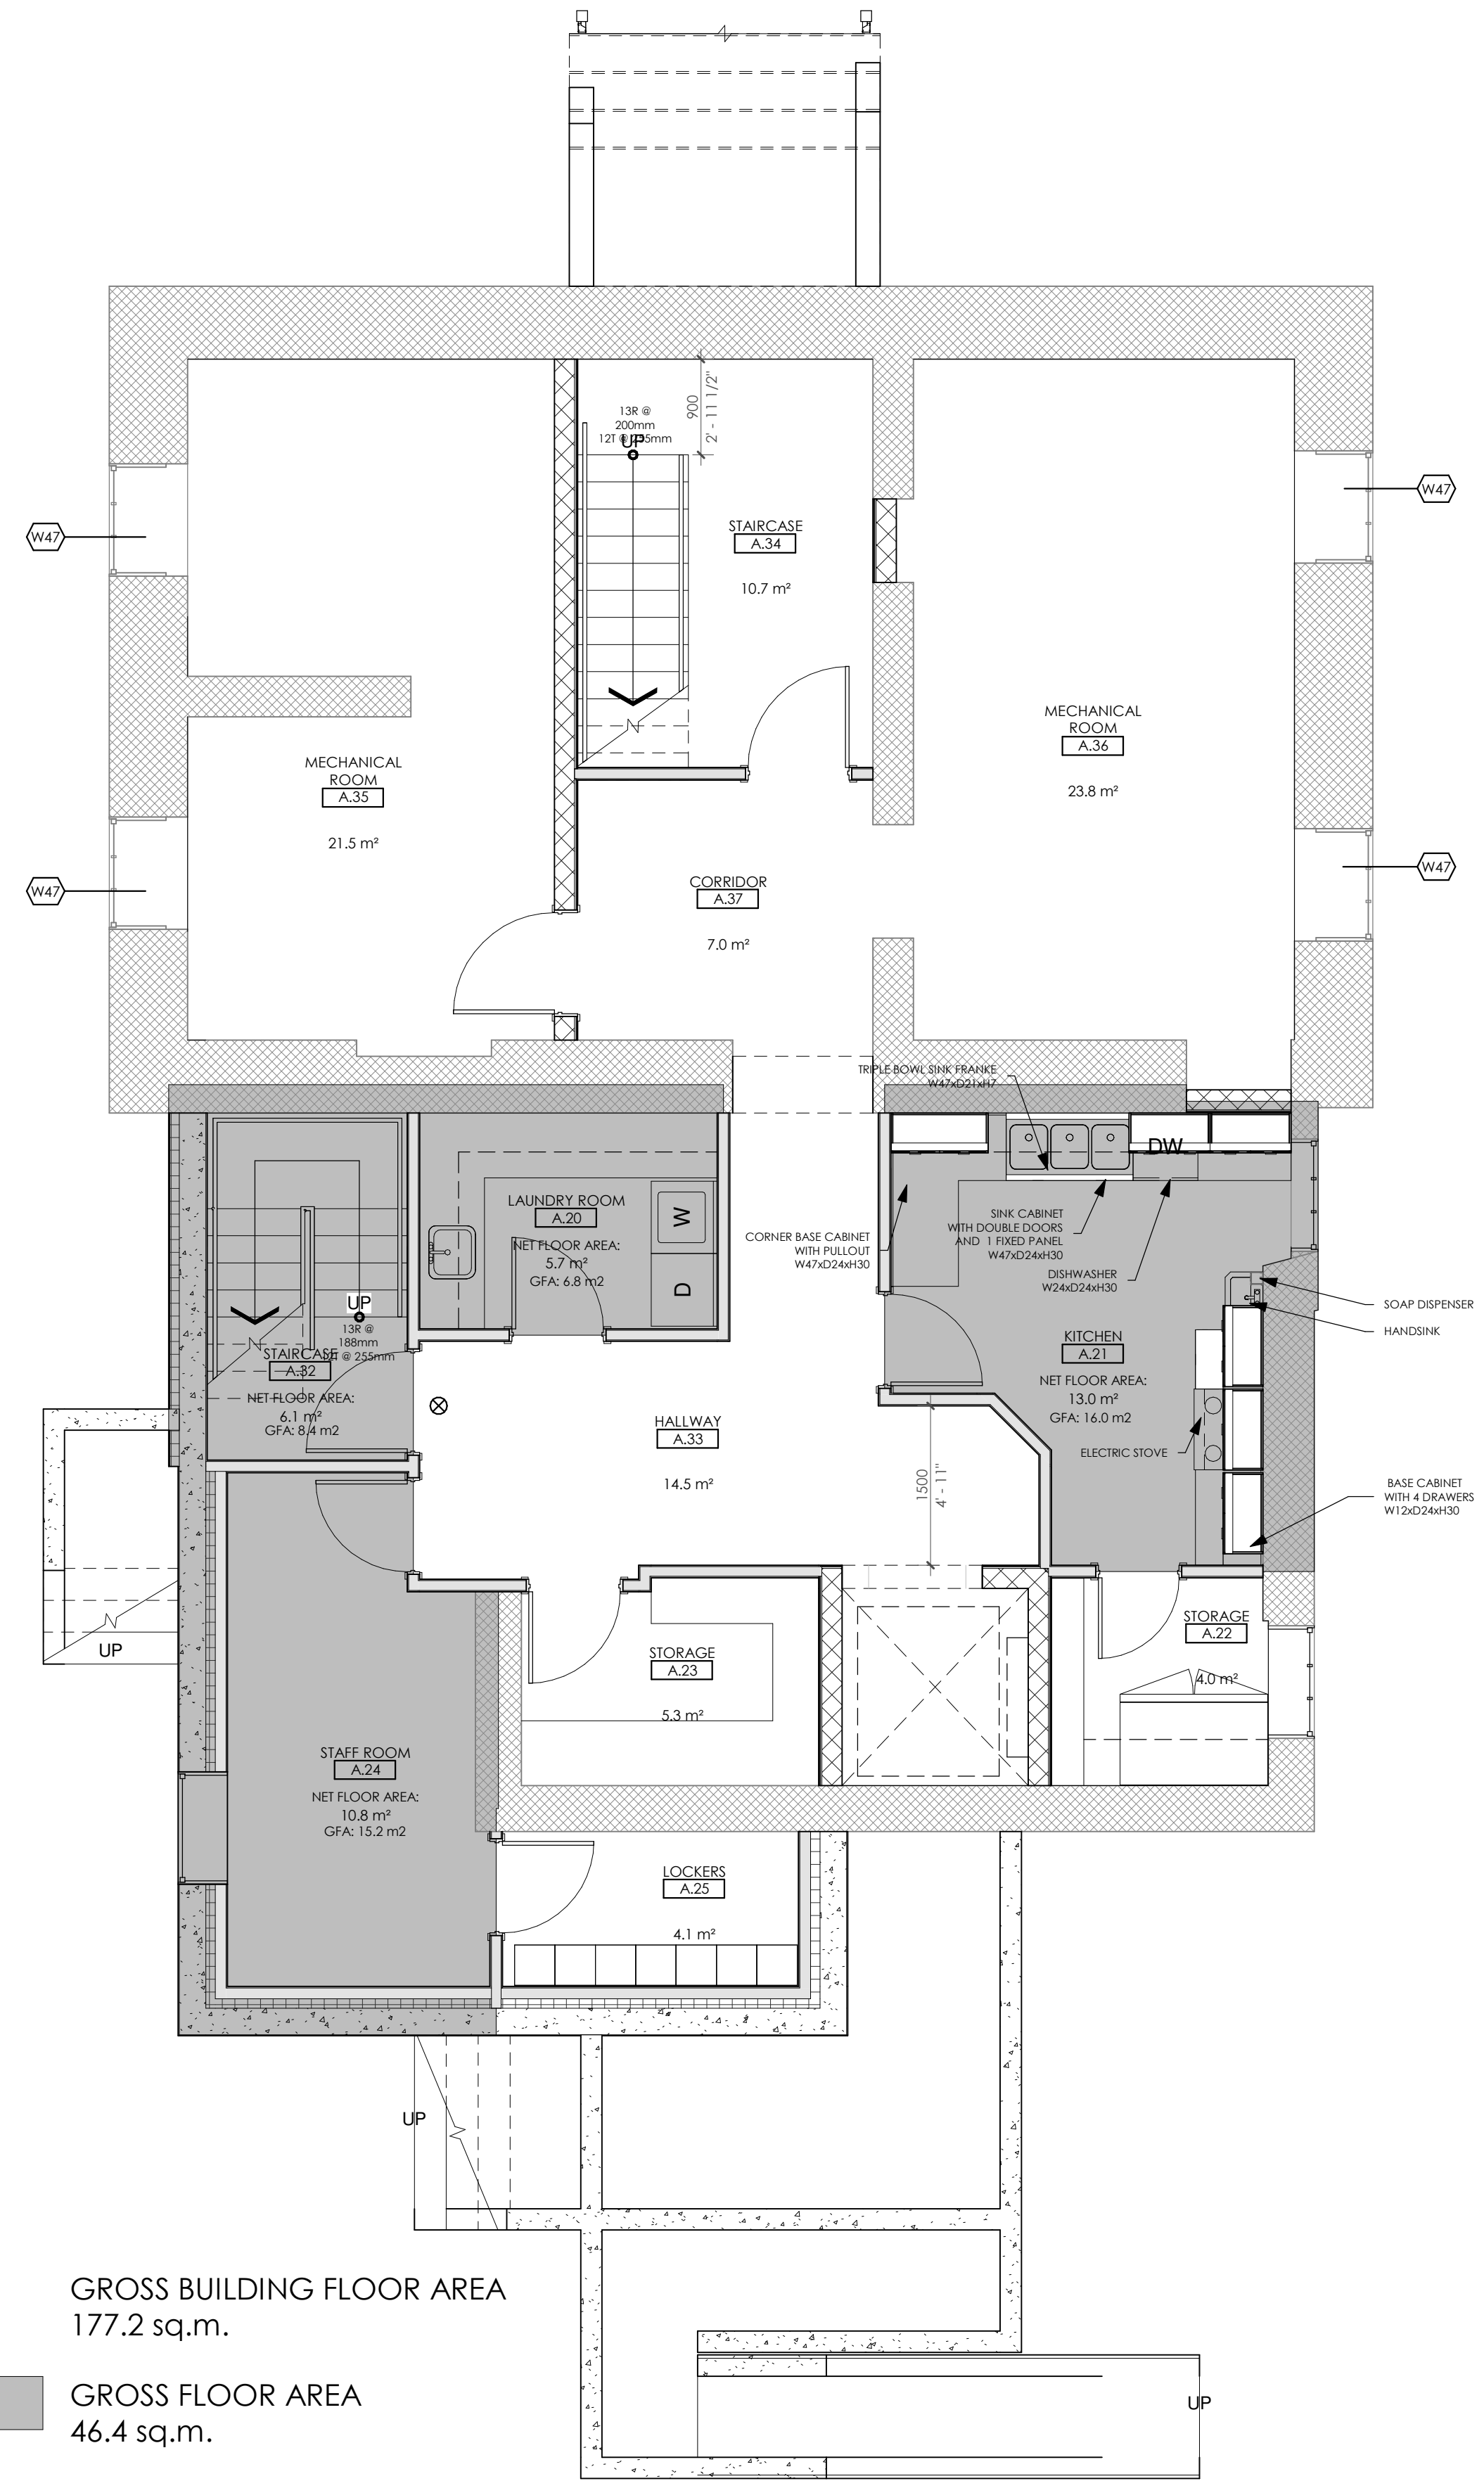 13R @
200mm
12T @ 255mm
UP
900
2' - 11 1/2"
W47
W47
STAIRCASE
A.34
10.7 m²
MECHANICAL
ROOM
A.36
23.8 m²
MECHANICAL
ROOM
A.35
21.5 m²
W47
W47
CORRIDOR
A.37
7.0 m²
TRIPLE BOWL SINK FRANKE
W47xD21xH7
DW
LAUNDRY ROOM
A.20
NET FLOOR AREA:
5.7 m²
GFA: 6.8 m2
W
D
CORNER BASE CABINET
WITH PULLOUT
W47xD24xH30
SINK CABINET
WITH DOUBLE DOORS
AND 1 FIXED PANEL
W47xD24xH30
DISHWASHER
W24xD24xH30
SOAP DISPENSER
HANDSINK
UP
13R @
188mm
@ 255mm
STAIRCASE
A.32
NET FLOOR AREA:
6.1 m²
GFA: 8.4 m2
KITCHEN
A.21
NET FLOOR AREA:
13.0 m²
GFA: 16.0 m2
ELECTRIC STOVE
HALLWAY
A.33
14.5 m²
1500
4' - 11"
BASE CABINET
WITH 4 DRAWERS
W12xD24xH30
UP
STORAGE
A.23
5.3 m²
STORAGE
A.22
4.0 m²
STAFF ROOM
A.24
NET FLOOR AREA:
10.8 m²
GFA: 15.2 m2
LOCKERS
A.25
4.1 m²
UP
GROSS BUILDING FLOOR AREA
177.2 sq.m.
GROSS FLOOR AREA
46.4 sq.m.
UP